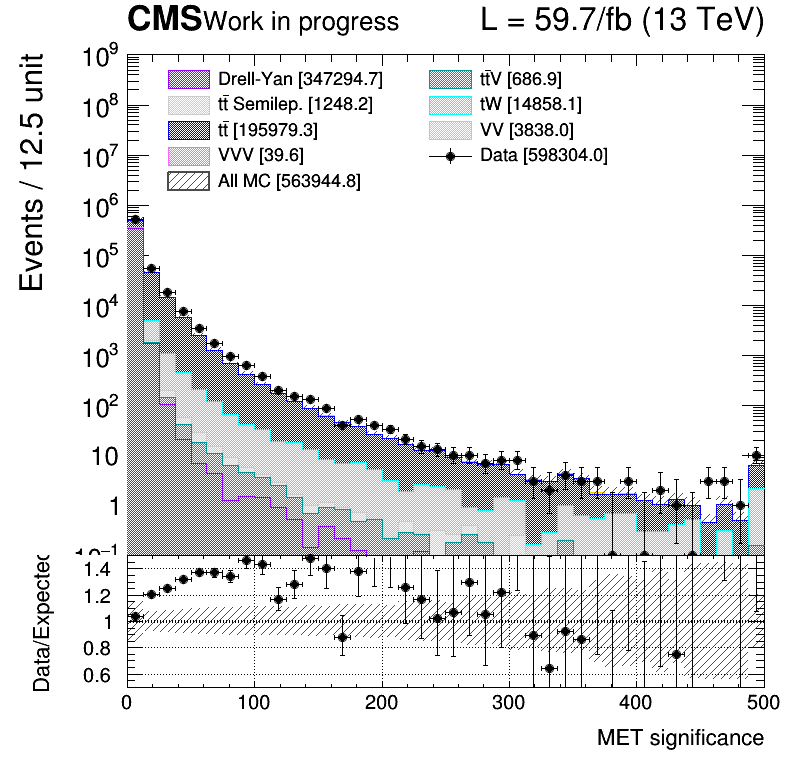 CMS Work in progress L = 59.7/fb (13 TeV)
Events / 12.5 unit
10⁹
10⁸
10⁷
10⁶
10⁵
10⁴
10³
10²
10
1
10⁻¹
Drell-Yan [347294.7]
tt̄ Semilep. [1248.2]
tt̄ [195979.3]
VVV [39.6]
All MC [563944.8]
tt̄V [686.9]
tW [14858.1]
VV [3838.0]
Data [598304.0]
Data/Expected
1.4
1.2
1
0.8
0.6
0 100 200 300 400 500
MET significance